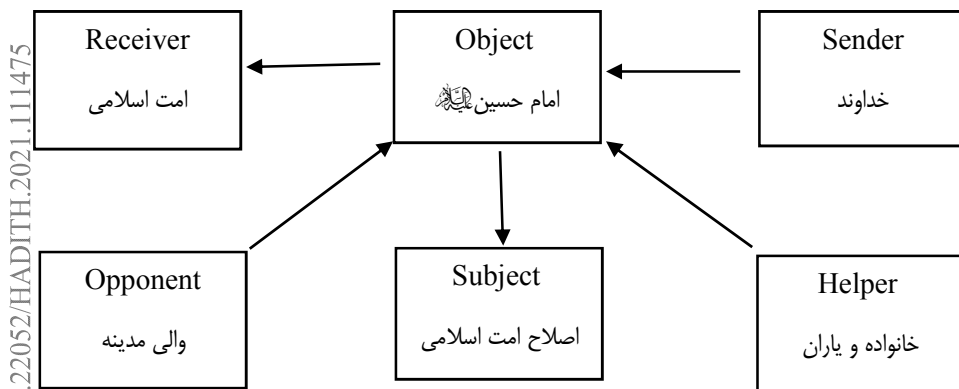 Receiver
امت اسلامی
Object
امام حسین علیه‌السلام
Sender
خداوند
Opponent
والی مدینه
Subject
اصلاح امت اسلامی
Helper
خانواده و یاران
.22052/HADITH.2021.111475